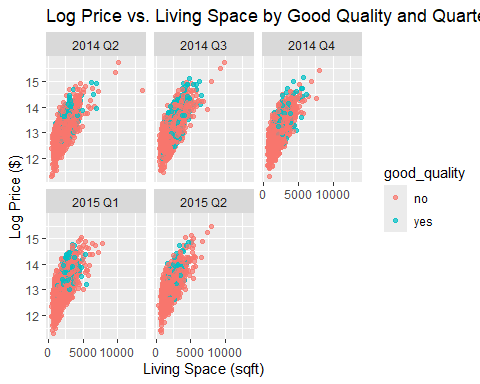 Log Price vs. Living Space by Good Quality and Quarte
2014 Q2 2014 Q3 2014 Q4
15
14
13
12
0 5000 10000
2015 Q1 2015 Q2
15
14
13
12
0 5000 10000 0 5000 10000
Log Price ($)
Living Space (sqft)
good_quality
no
yes